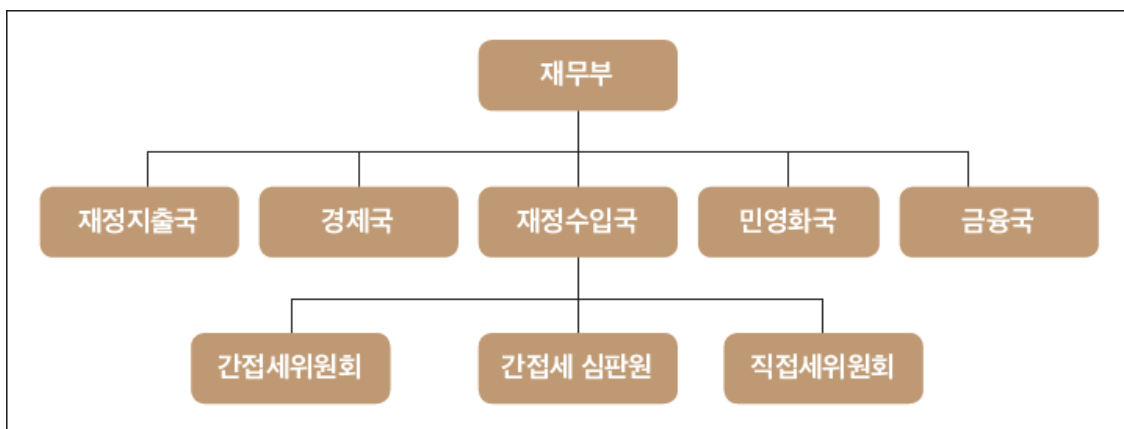 재무부
재정지출국
경제국
재정수입국
민영화국
금융국
간접세위원회
간접세 심판원
직접세위원회